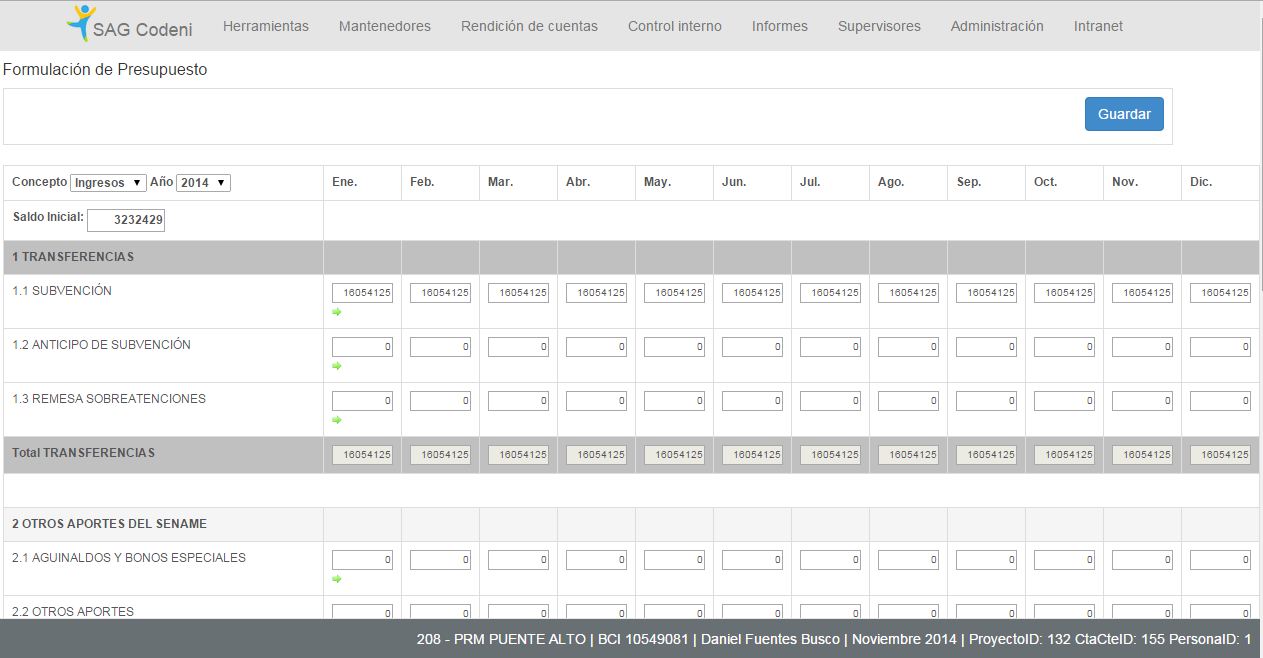 SAG Codeni Herramientas Mantenedores Rendición de cuentas Control interno Informes Supervisores Administración Intranet
Formulación de Presupuesto
Guardar
Concepto Ingresos Año 2014 Ene. Feb. Mar. Abr. May. Jun. Jul. Ago. Sep. Oct. Nov. Dic.
Saldo Inicial: 3232429
1 TRANSFERENCIAS
1.1 SUBVENCIÓN 16054125 16054125 16054125 16054125 16054125 16054125 16054125 16054125 16054125 16054125 16054125 16054125
1.2 ANTICIPO DE SUBVENCIÓN 0 0 0 0 0 0 0 0 0 0 0 0
1.3 REMESA SOBREATENCIONES 0 0 0 0 0 0 0 0 0 0 0 0
Total TRANSFERENCIAS 16054125 16054125 16054125 16054125 16054125 16054125 16054125 16054125 16054125 16054125 16054125 16054125
2 OTROS APORTES DEL SENAME
2.1 AGUINALDOS Y BONOS ESPECIALES 0 0 0 0 0 0 0 0 0 0 0 0
2.2 OTROS APORTES 0 0 0 0 0 0 0 0 0 0 0 0
208 - PRM PUENTE ALTO | BCI 10549081 | Daniel Fuentes Busco | Noviembre 2014 | ProyectoID: 132 CtaCteID: 155 PersonaID: 1